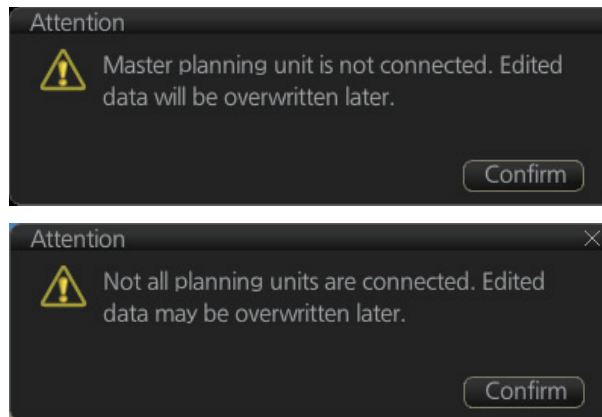 Attention
Master planning unit is not connected. Edited
data will be overwritten later.
Confirm
Attention
Not all planning units are connected. Edited
data may be overwritten later.
Confirm